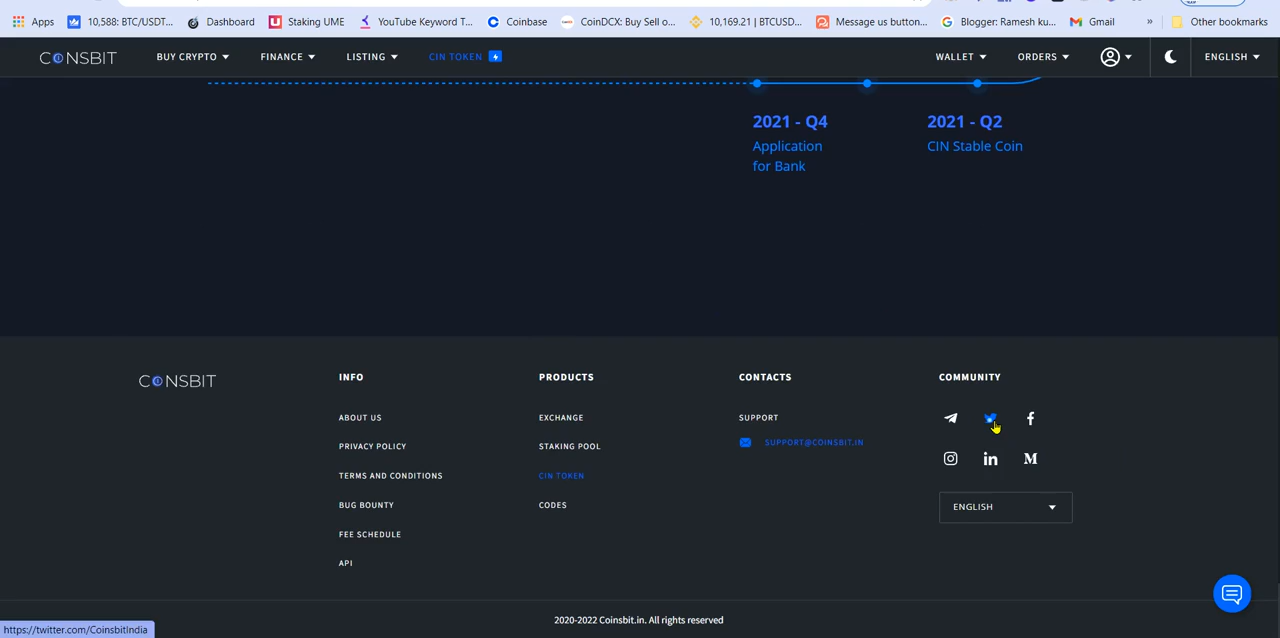 Apps 10,588: BTC/USDT... Dashboard Staking UME YouTube Keyword T... Coinbase CoinDCX: Buy Sell o... 10,169.21 | BTCUSD... Message us button... Blogger: Ramesh ku... Gmail » Other bookmarks
COINSBIT BUY CRYPTO FINANCE LISTING CIN TOKEN WALLET ORDERS ENGLISH
2021 - Q4 2021 - Q2
Application CIN Stable Coin
for Bank
COINSBIT INFO PRODUCTS CONTACTS COMMUNITY
ABOUT US EXCHANGE SUPPORT
PRIVACY POLICY STAKING POOL SUPPORT@COINSBIT.IN
TERMS AND CONDITIONS CIN TOKEN
BUG BOUNTY CODES ENGLISH
FEE SCHEDULE
API
2020-2022 Coinsbit.in. All rights reserved
https://twitter.com/CoinsbitIndia